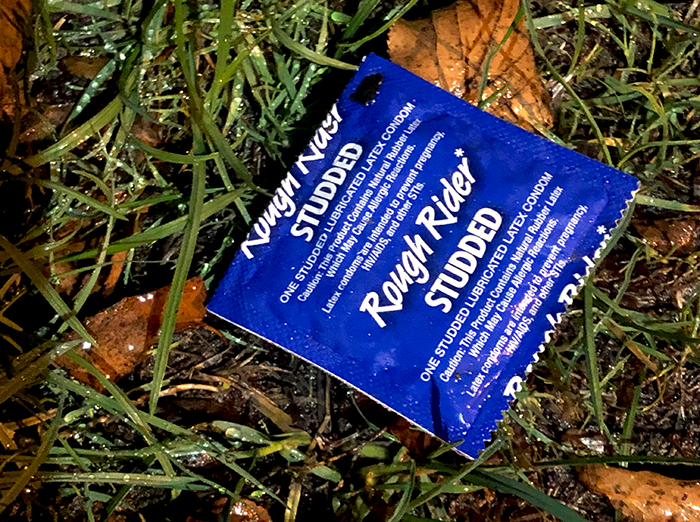 Rough Rider
STUDDED
ONE STUDDED LUBRICATED LATEX CONDOM
Caution: This Product Contains Natural Rubber Latex
Which May Cause Allergic Reactions.
Latex condoms are intended to prevent pregnancy,
HIV/AIDS, and other STIs.
Rough Rider*
STUDDED
ONE STUDDED LUBRICATED LATEX CONDOM
Caution: This Product Contains Natural Rubber Latex
Which May Cause Allergic Reactions.
Latex condoms are intended to prevent pregnancy,
HIV/AIDS, and other STIs.
Rough Rider*